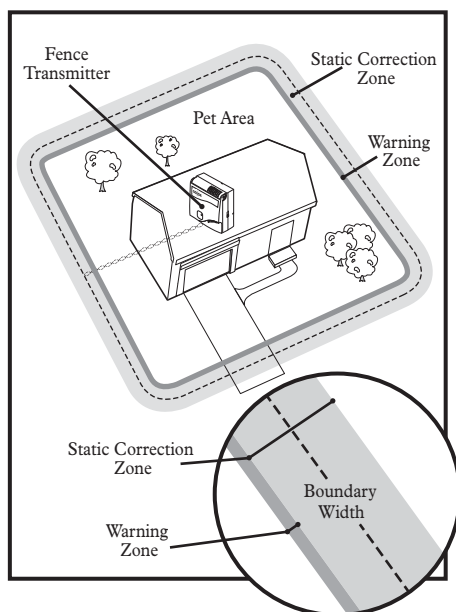 Fence
Transmitter
Static Correction
Zone
Pet Area
Warning
Zone
Static Correction
Zone
Boundary
Width
Warning
Zone